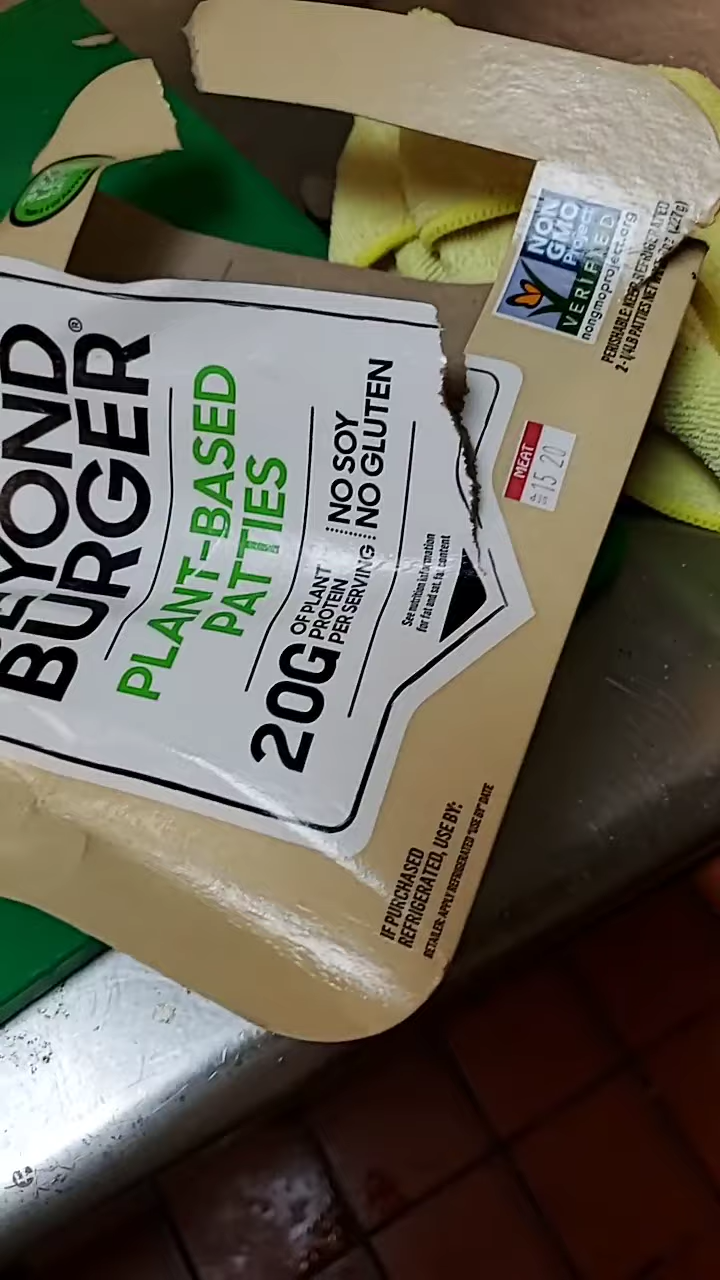 BURGER®
PLANT-BASED
PATTIES
20G
OF PLANT
PROTEIN
PER SERVING
NO SOY
NO GLUTEN
See nutrition information
for fat and sat. fat content
NON
GMO
Project
VERIFIED
nongmoproject.org
PERISHABLE. KEEP REFRIGERATED
2-1/4LB PATTIES NET (227g)
MEAT
15 20
IF PURCHASED
REFRIGERATED, USE BY:
RETAILER: APPLY REFRIGERATED "USE BY" DATE